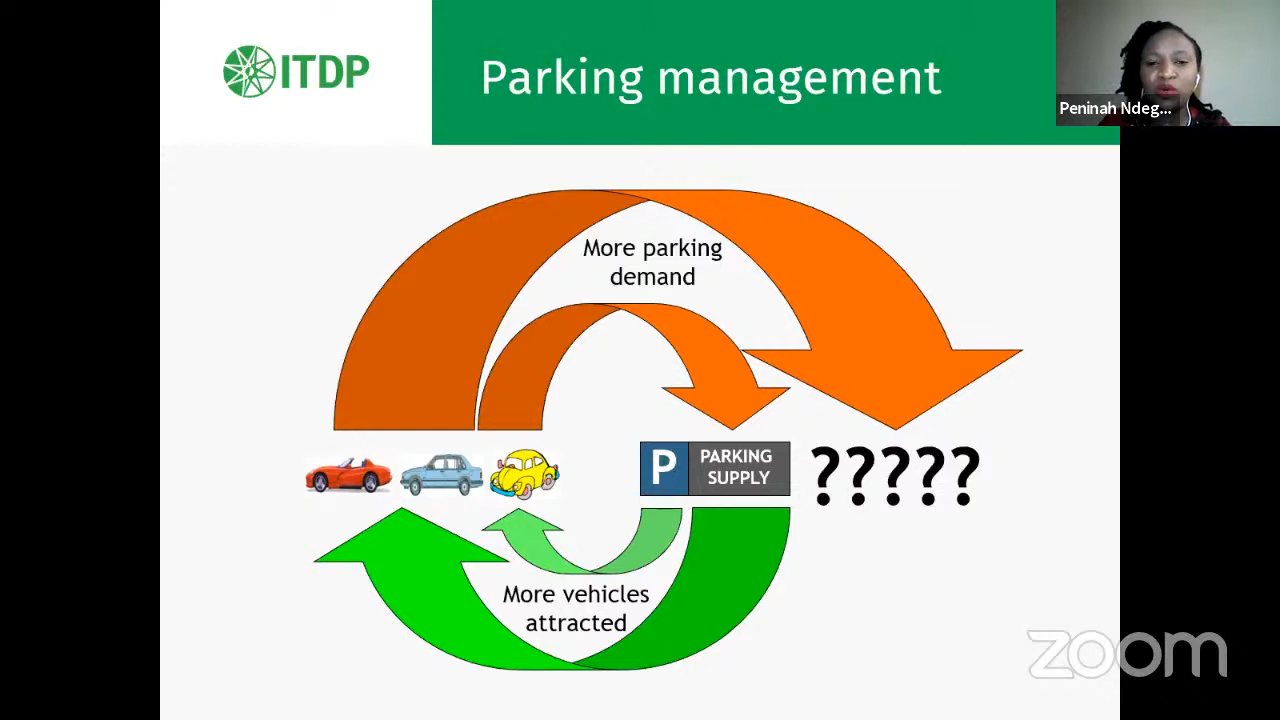 ITDP
Parking management
Peninah Ndeg...
More parking
demand
P
PARKING
SUPPLY
?????
More vehicles
attracted
zoom